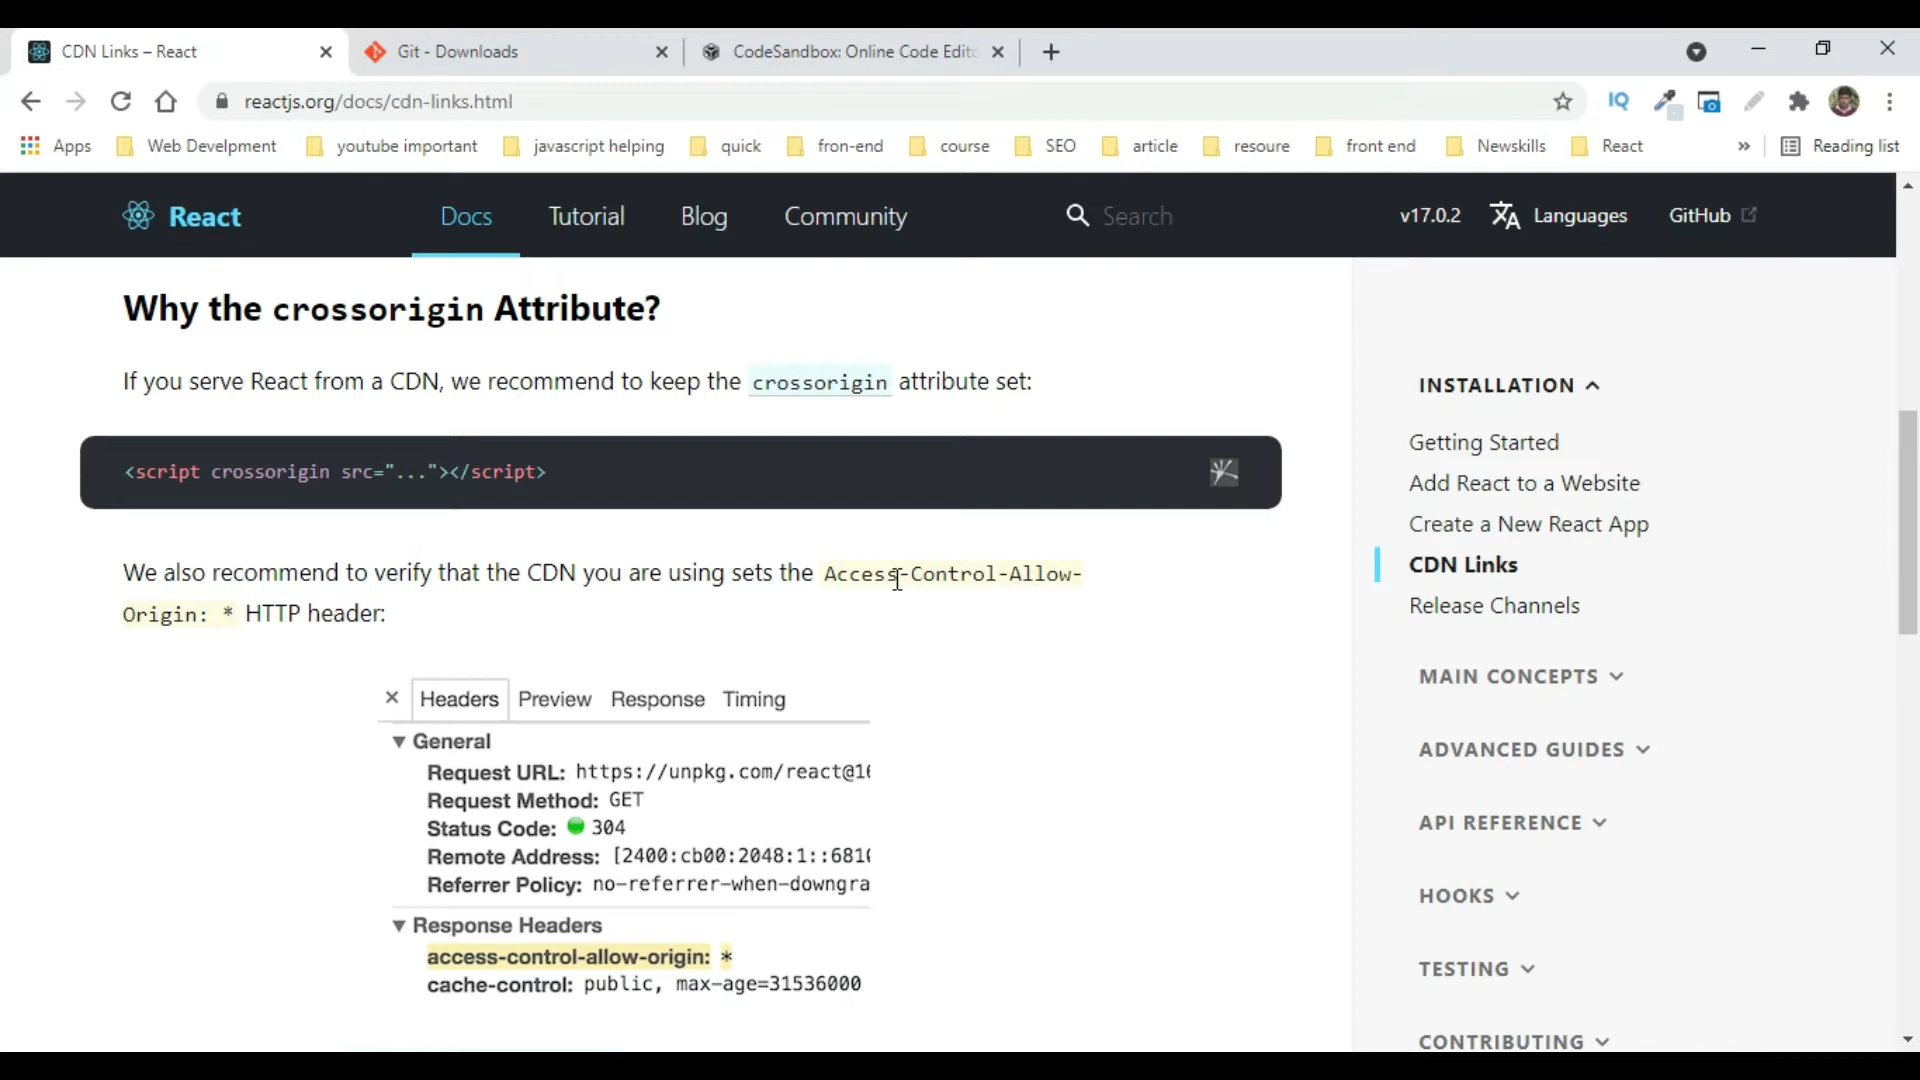 CDN Links – React
Git - Downloads
CodeSandbox: Online Code Edit
reactjs.org/docs/cdn-links.html
IQ
Apps
Web Develpment
youtube important
javascript helping
quick
fron-end
course
SEO
article
resoure
front end
Newskills
React
»
Reading list
React
Docs
Tutorial
Blog
Community
Search
v17.0.2
Languages
GitHub
Why the crossorigin Attribute?
If you serve React from a CDN, we recommend to keep the crossorigin attribute set:
<script crossorigin src="..."></script>
We also recommend to verify that the CDN you are using sets the Access-Control-Allow-
Origin: * HTTP header:
Headers Preview Response Timing
General
Request URL: https://unpkg.com/react@16
Request Method: GET
Status Code: 304
Remote Address: [2400:cb00:2048:1::6810
Referrer Policy: no-referrer-when-downgra
Response Headers
access-control-allow-origin: *
cache-control: public, max-age=31536000
INSTALLATION
Getting Started
Add React to a Website
Create a New React App
CDN Links
Release Channels
MAIN CONCEPTS
ADVANCED GUIDES
API REFERENCE
HOOKS
TESTING
CONTRIBUTING